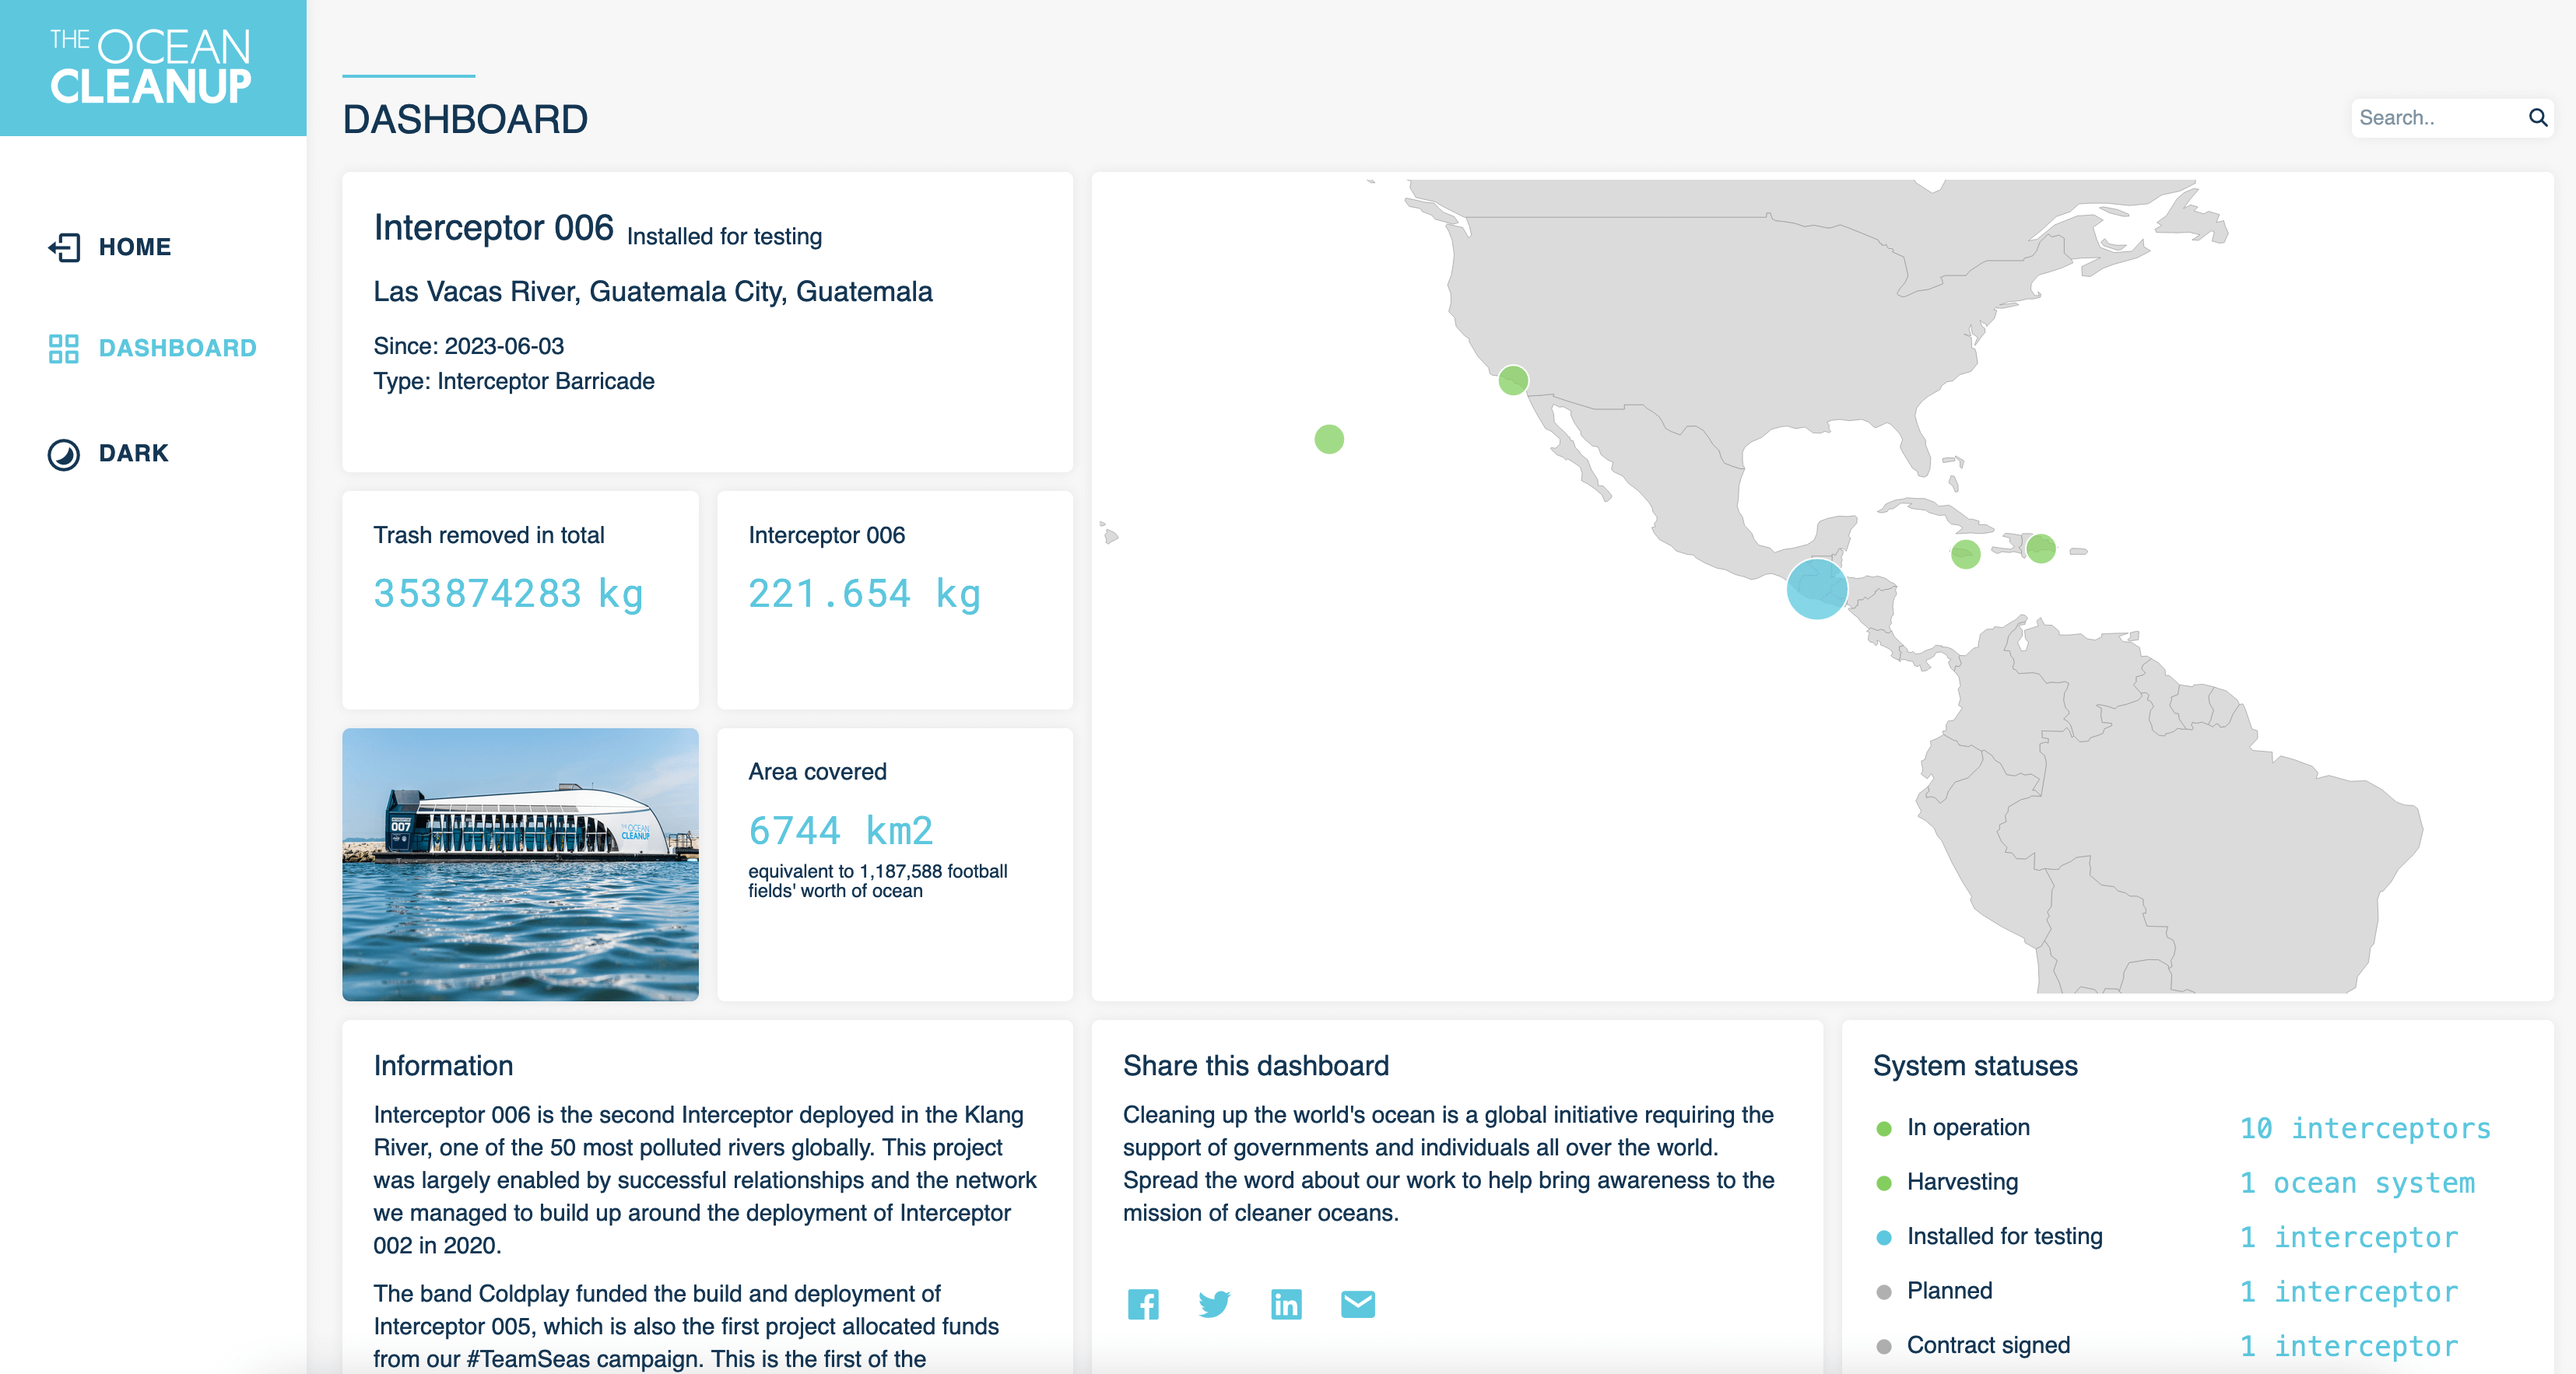 THE OCEAN
CLEANUP
HOME
DASHBOARD
DARK
DASHBOARD
Search..
Interceptor 006 Installed for testing
Las Vacas River, Guatemala City, Guatemala
Since: 2023-06-03
Type: Interceptor Barricade
Trash removed in total
353874283 kg
Interceptor 006
221.654 kg
007
THE OCEAN
CLEANUP
Area covered
6744 km2
equivalent to 1,187,588 football
fields' worth of ocean
Information
Interceptor 006 is the second Interceptor deployed in the Klang
River, one of the 50 most polluted rivers globally. This project
was largely enabled by successful relationships and the network
we managed to build up around the deployment of Interceptor
002 in 2020.
The band Coldplay funded the build and deployment of
Interceptor 005, which is also the first project allocated funds
from our #TeamSeas campaign. This is the first of the
Share this dashboard
Cleaning up the world's ocean is a global initiative requiring the
support of governments and individuals all over the world.
Spread the word about our work to help bring awareness to the
mission of cleaner oceans.
System statuses
In operation 10 interceptors
Harvesting 1 ocean system
Installed for testing 1 interceptor
Planned 1 interceptor
Contract signed 1 interceptor